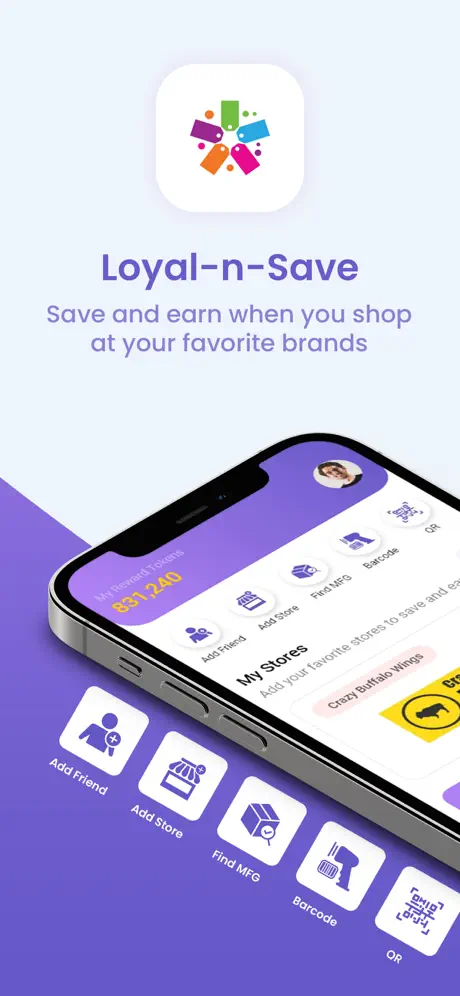 Loyal-n-Save
Save and earn when you shop
at your favorite brands
My Reward Tokens
831,240
Add Friend
Add Store
Find MFG
Barcode
QR
My Stores
Add your favorite stores to save and
Crazy Buffalo Wings
Add Friend
Add Store
Find MFG
Barcode
QR